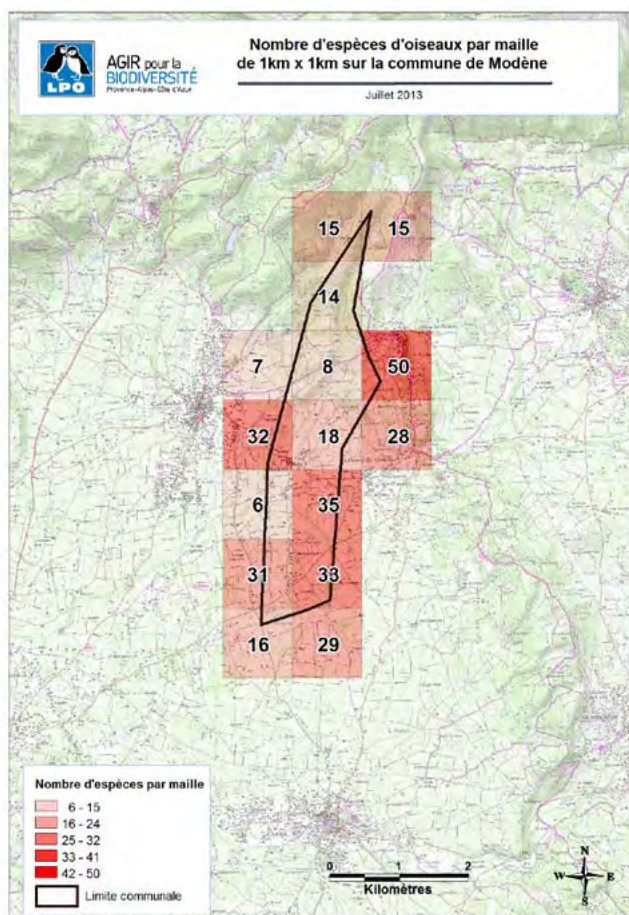 LPO
AGIR pour la
BIODIVERSITÉ
Provence-Alpes-Côte d'Azur
Nombre d'espèces d'oiseaux par maille
de 1km x 1km sur la commune de Modène
Juillet 2013
15 15
14
7 8 50
32 18 28
6 35
31 33
16 29
Nombre d'espèces par maille
6 - 15
16 - 24
25 - 32
33 - 41
42 - 50
Limite communale
0 1 2
Kilomètres
N
W E
S